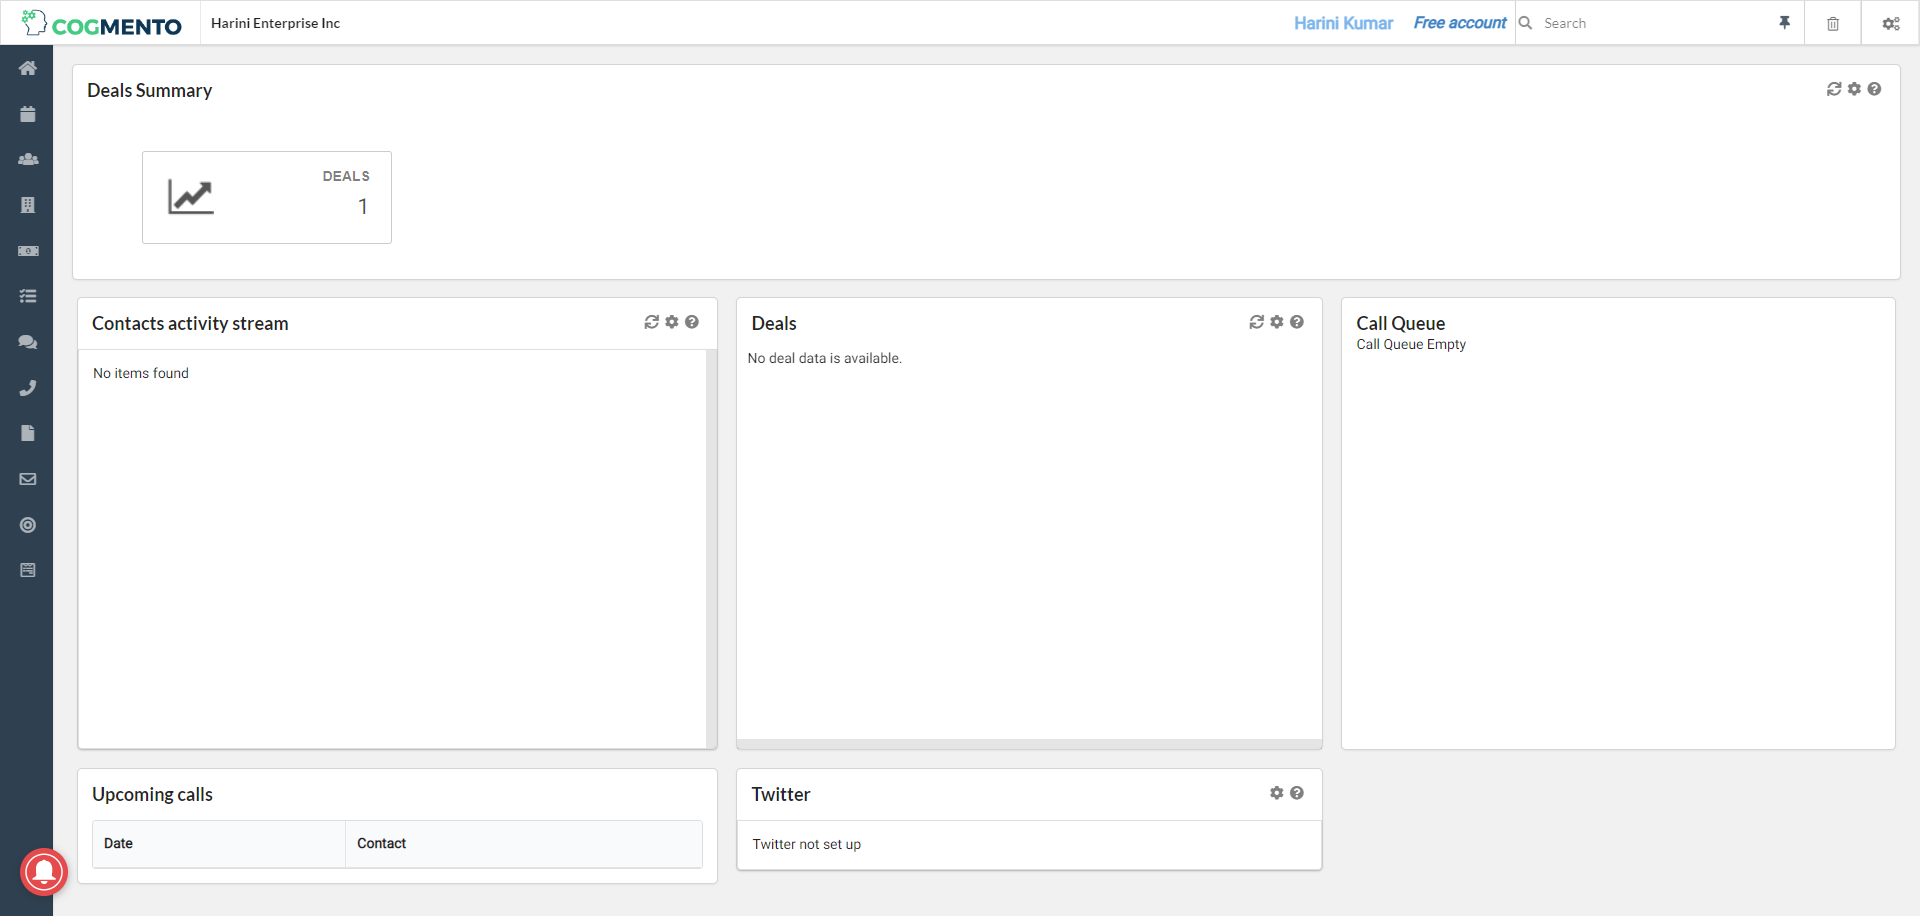 COGMENTO
Harini Enterprise Inc
Harini Kumar
Free account
Search
Deals Summary
DEALS
1
Contacts activity stream
No items found
Deals
No deal data is available.
Call Queue
Call Queue Empty
Upcoming calls
Date
Contact
Twitter
Twitter not set up